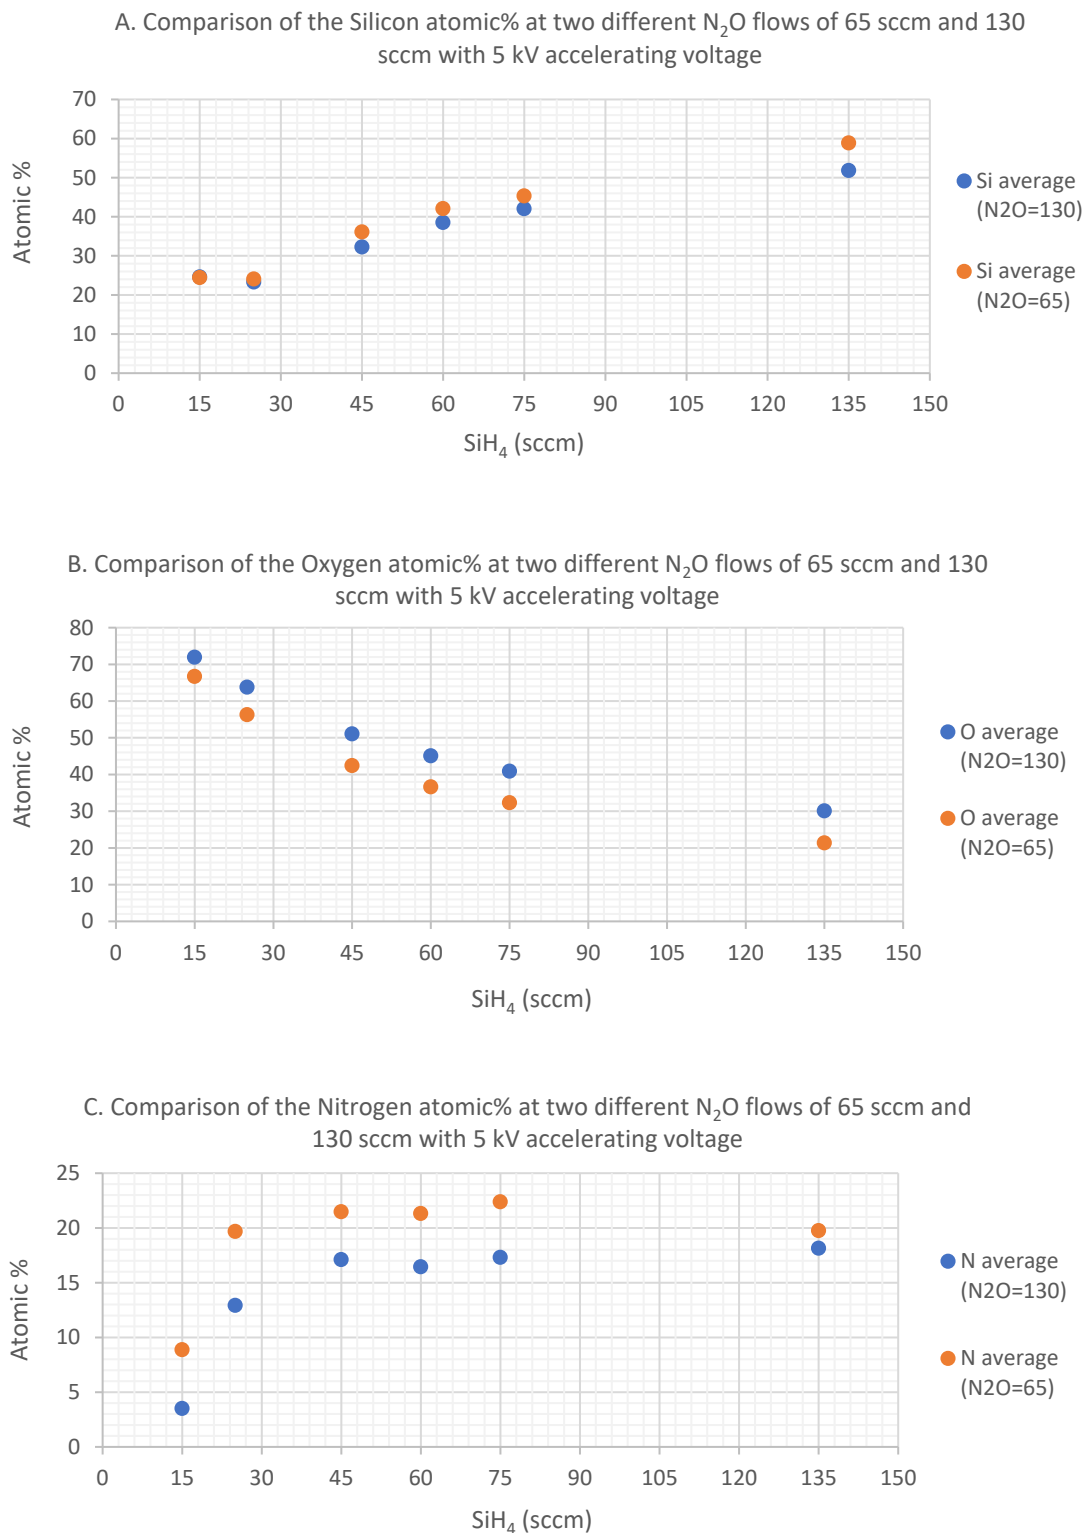 A. Comparison of the Silicon atomic% at two different N₂O flows of 65 sccm and 130
sccm with 5 kV accelerating voltage
70
60
50
40
30
20
10
0
Atomic %
0 15 30 45 60 75 90 105 120 135 150
SiH₄ (sccm)
Si average
(N2O=130)
Si average
(N2O=65)
B. Comparison of the Oxygen atomic% at two different N₂O flows of 65 sccm and 130
sccm with 5 kV accelerating voltage
80
70
60
50
40
30
20
10
0
Atomic %
0 15 30 45 60 75 90 105 120 135 150
SiH₄ (sccm)
O average
(N2O=130)
O average
(N2O=65)
C. Comparison of the Nitrogen atomic% at two different N₂O flows of 65 sccm and
130 sccm with 5 kV accelerating voltage
25
20
15
10
5
0
Atomic %
0 15 30 45 60 75 90 105 120 135 150
SiH₄ (sccm)
N average
(N2O=130)
N average
(N2O=65)